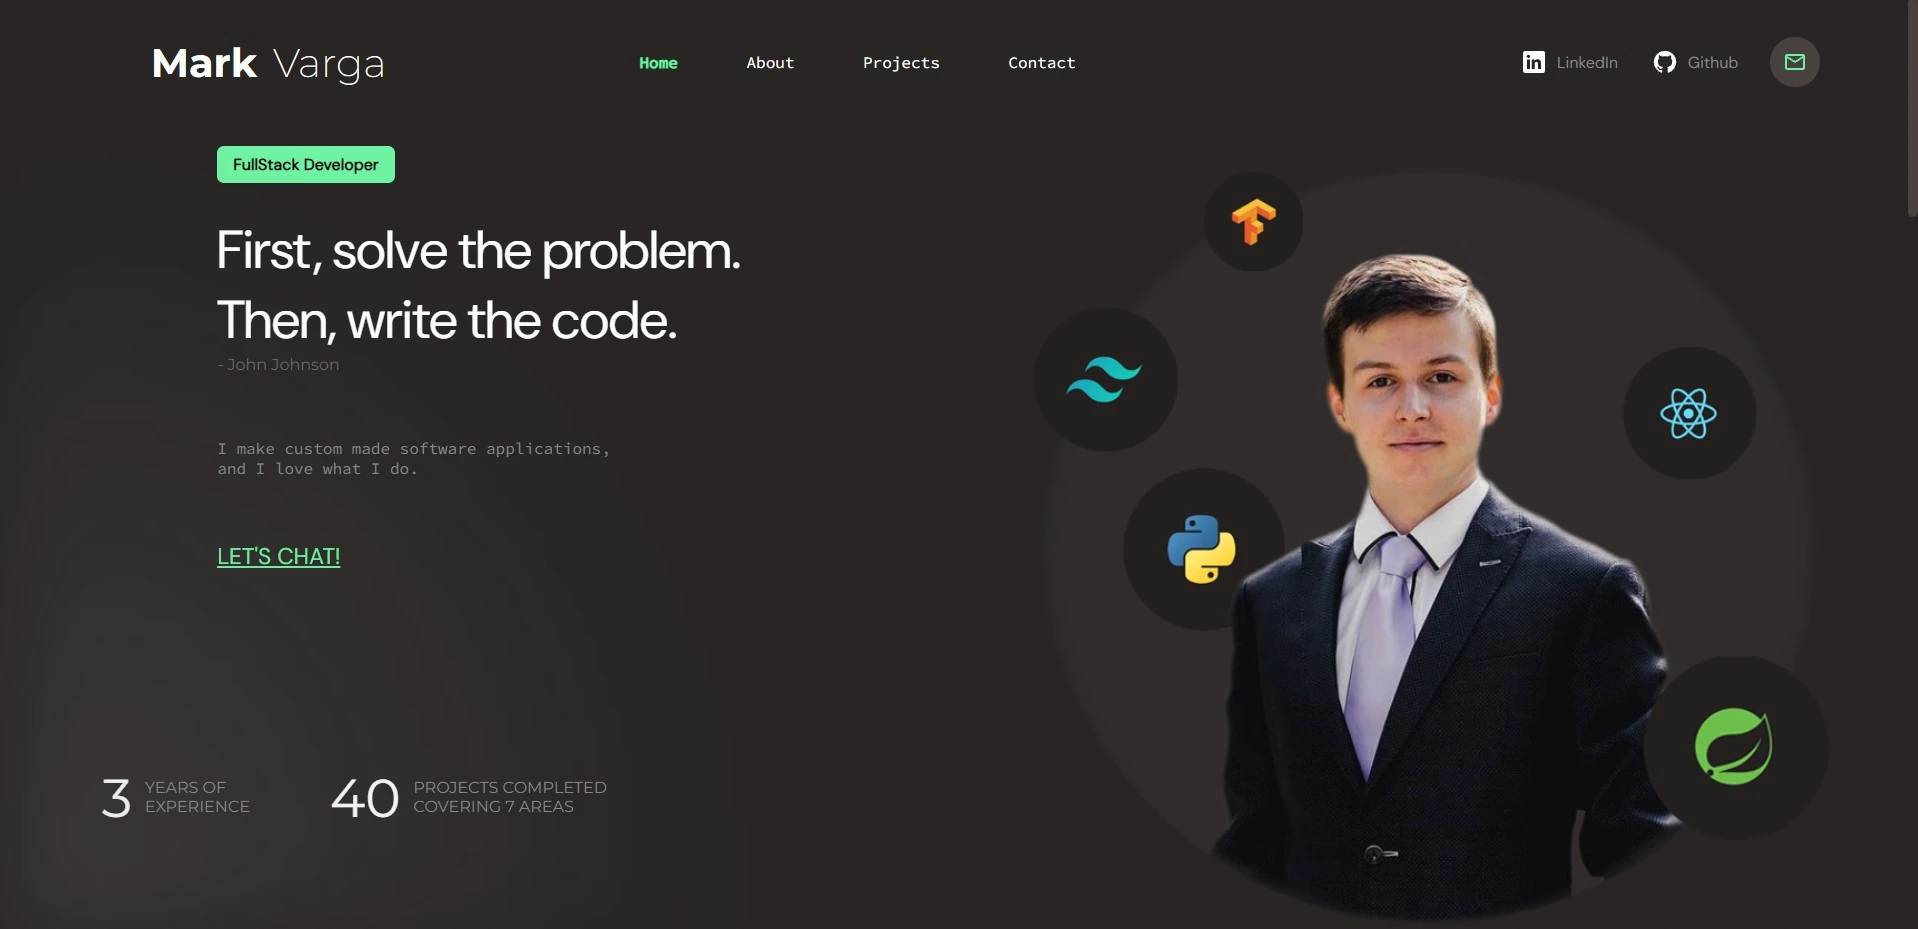 Mark Varga
Home
About
Projects
Contact
LinkedIn
Github
FullStack Developer
First, solve the problem.
Then, write the code.
- John Johnson
I make custom made software applications,
and I love what I do.
LET'S CHAT!
3
YEARS OF
EXPERIENCE
40
PROJECTS COMPLETED
COVERING 7 AREAS